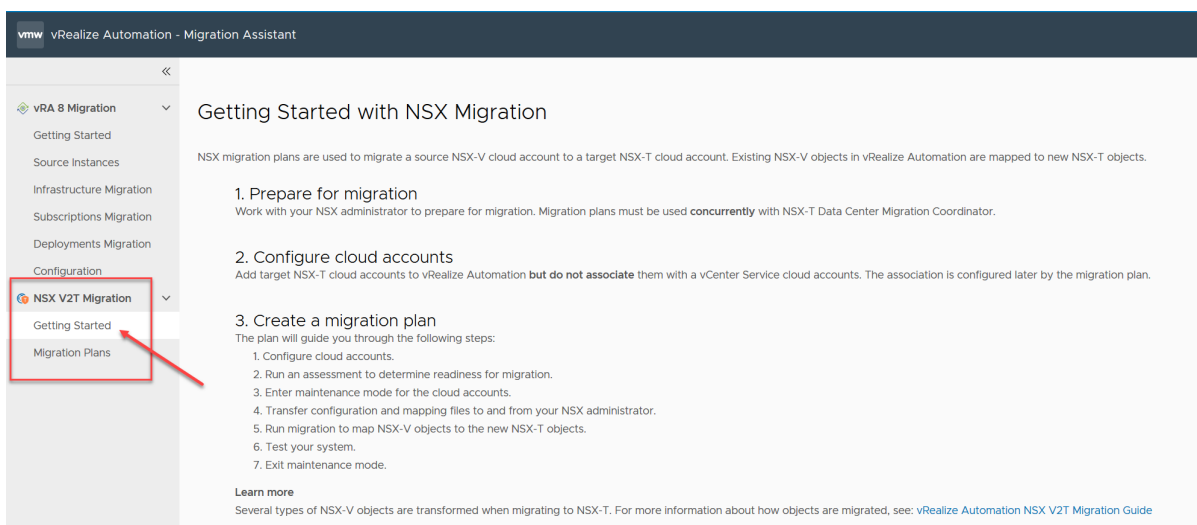 vmw vRealize Automation - Migration Assistant
vRA 8 Migration
Getting Started
Source Instances
Infrastructure Migration
Subscriptions Migration
Deployments Migration
Configuration
NSX V2T Migration
Getting Started
Migration Plans
Getting Started with NSX Migration
NSX migration plans are used to migrate a source NSX-V cloud account to a target NSX-T cloud account. Existing NSX-V objects in vRealize Automation are mapped to new NSX-T objects.
1. Prepare for migration
Work with your NSX administrator to prepare for migration. Migration plans must be used concurrently with NSX-T Data Center Migration Coordinator.
2. Configure cloud accounts
Add target NSX-T cloud accounts to vRealize Automation but do not associate them with a vCenter Service cloud accounts. The association is configured later by the migration plan.
3. Create a migration plan
The plan will guide you through the following steps:
1. Configure cloud accounts.
2. Run an assessment to determine readiness for migration.
3. Enter maintenance mode for the cloud accounts.
4. Transfer configuration and mapping files to and from your NSX administrator.
5. Run migration to map NSX-V objects to the new NSX-T objects.
6. Test your system.
7. Exit maintenance mode.
Learn more
Several types of NSX-V objects are transformed when migrating to NSX-T. For more information about how objects are migrated, see: vRealize Automation NSX V2T Migration Guide